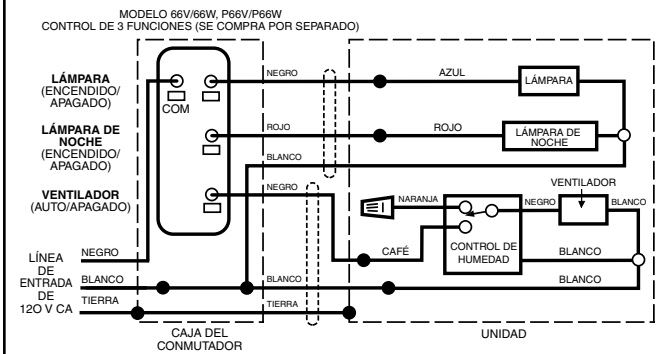 MODELO 66V/66W, P66V/P66W
CONTROL DE 3 FUNCIONES (SE COMPRA POR SEPARADO)
LÁMPARA
(ENCENDIDO/
APAGADO)
COM
NEGRO
AZUL
LÁMPARA
LÁMPARA DE
NOCHE
(ENCENDIDO/
APAGADO)
ROJO
ROJO
LÁMPARA DE
NOCHE
BLANCO
VENTILADOR
(AUTO/APAGADO)
NEGRO
NARANJA
CONTROL DE
HUMEDAD
NEGRO
VENTILADOR
BLANCO
CAFÉ
BLANCO
LÍNEA
DE
ENTRADA
DE
12O V CA
NEGRO
BLANCO
TIERRA
BLANCO
BLANCO
TIERRA
CAJA DEL
CONMUTADOR
UNIDAD